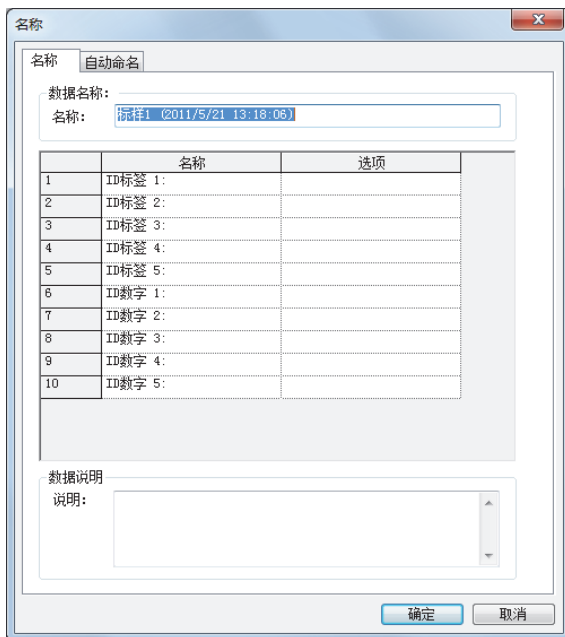 名称
名称 自动命名
数据名称:
名称: 标样1 (2011/5/21 13:18:06)
名称 选项
1 ID标签 1:
2 ID标签 2:
3 ID标签 3:
4 ID标签 4:
5 ID标签 5:
6 ID数字 1:
7 ID数字 2:
8 ID数字 3:
9 ID数字 4:
10 ID数字 5:
数据说明
说明:
确定 取消